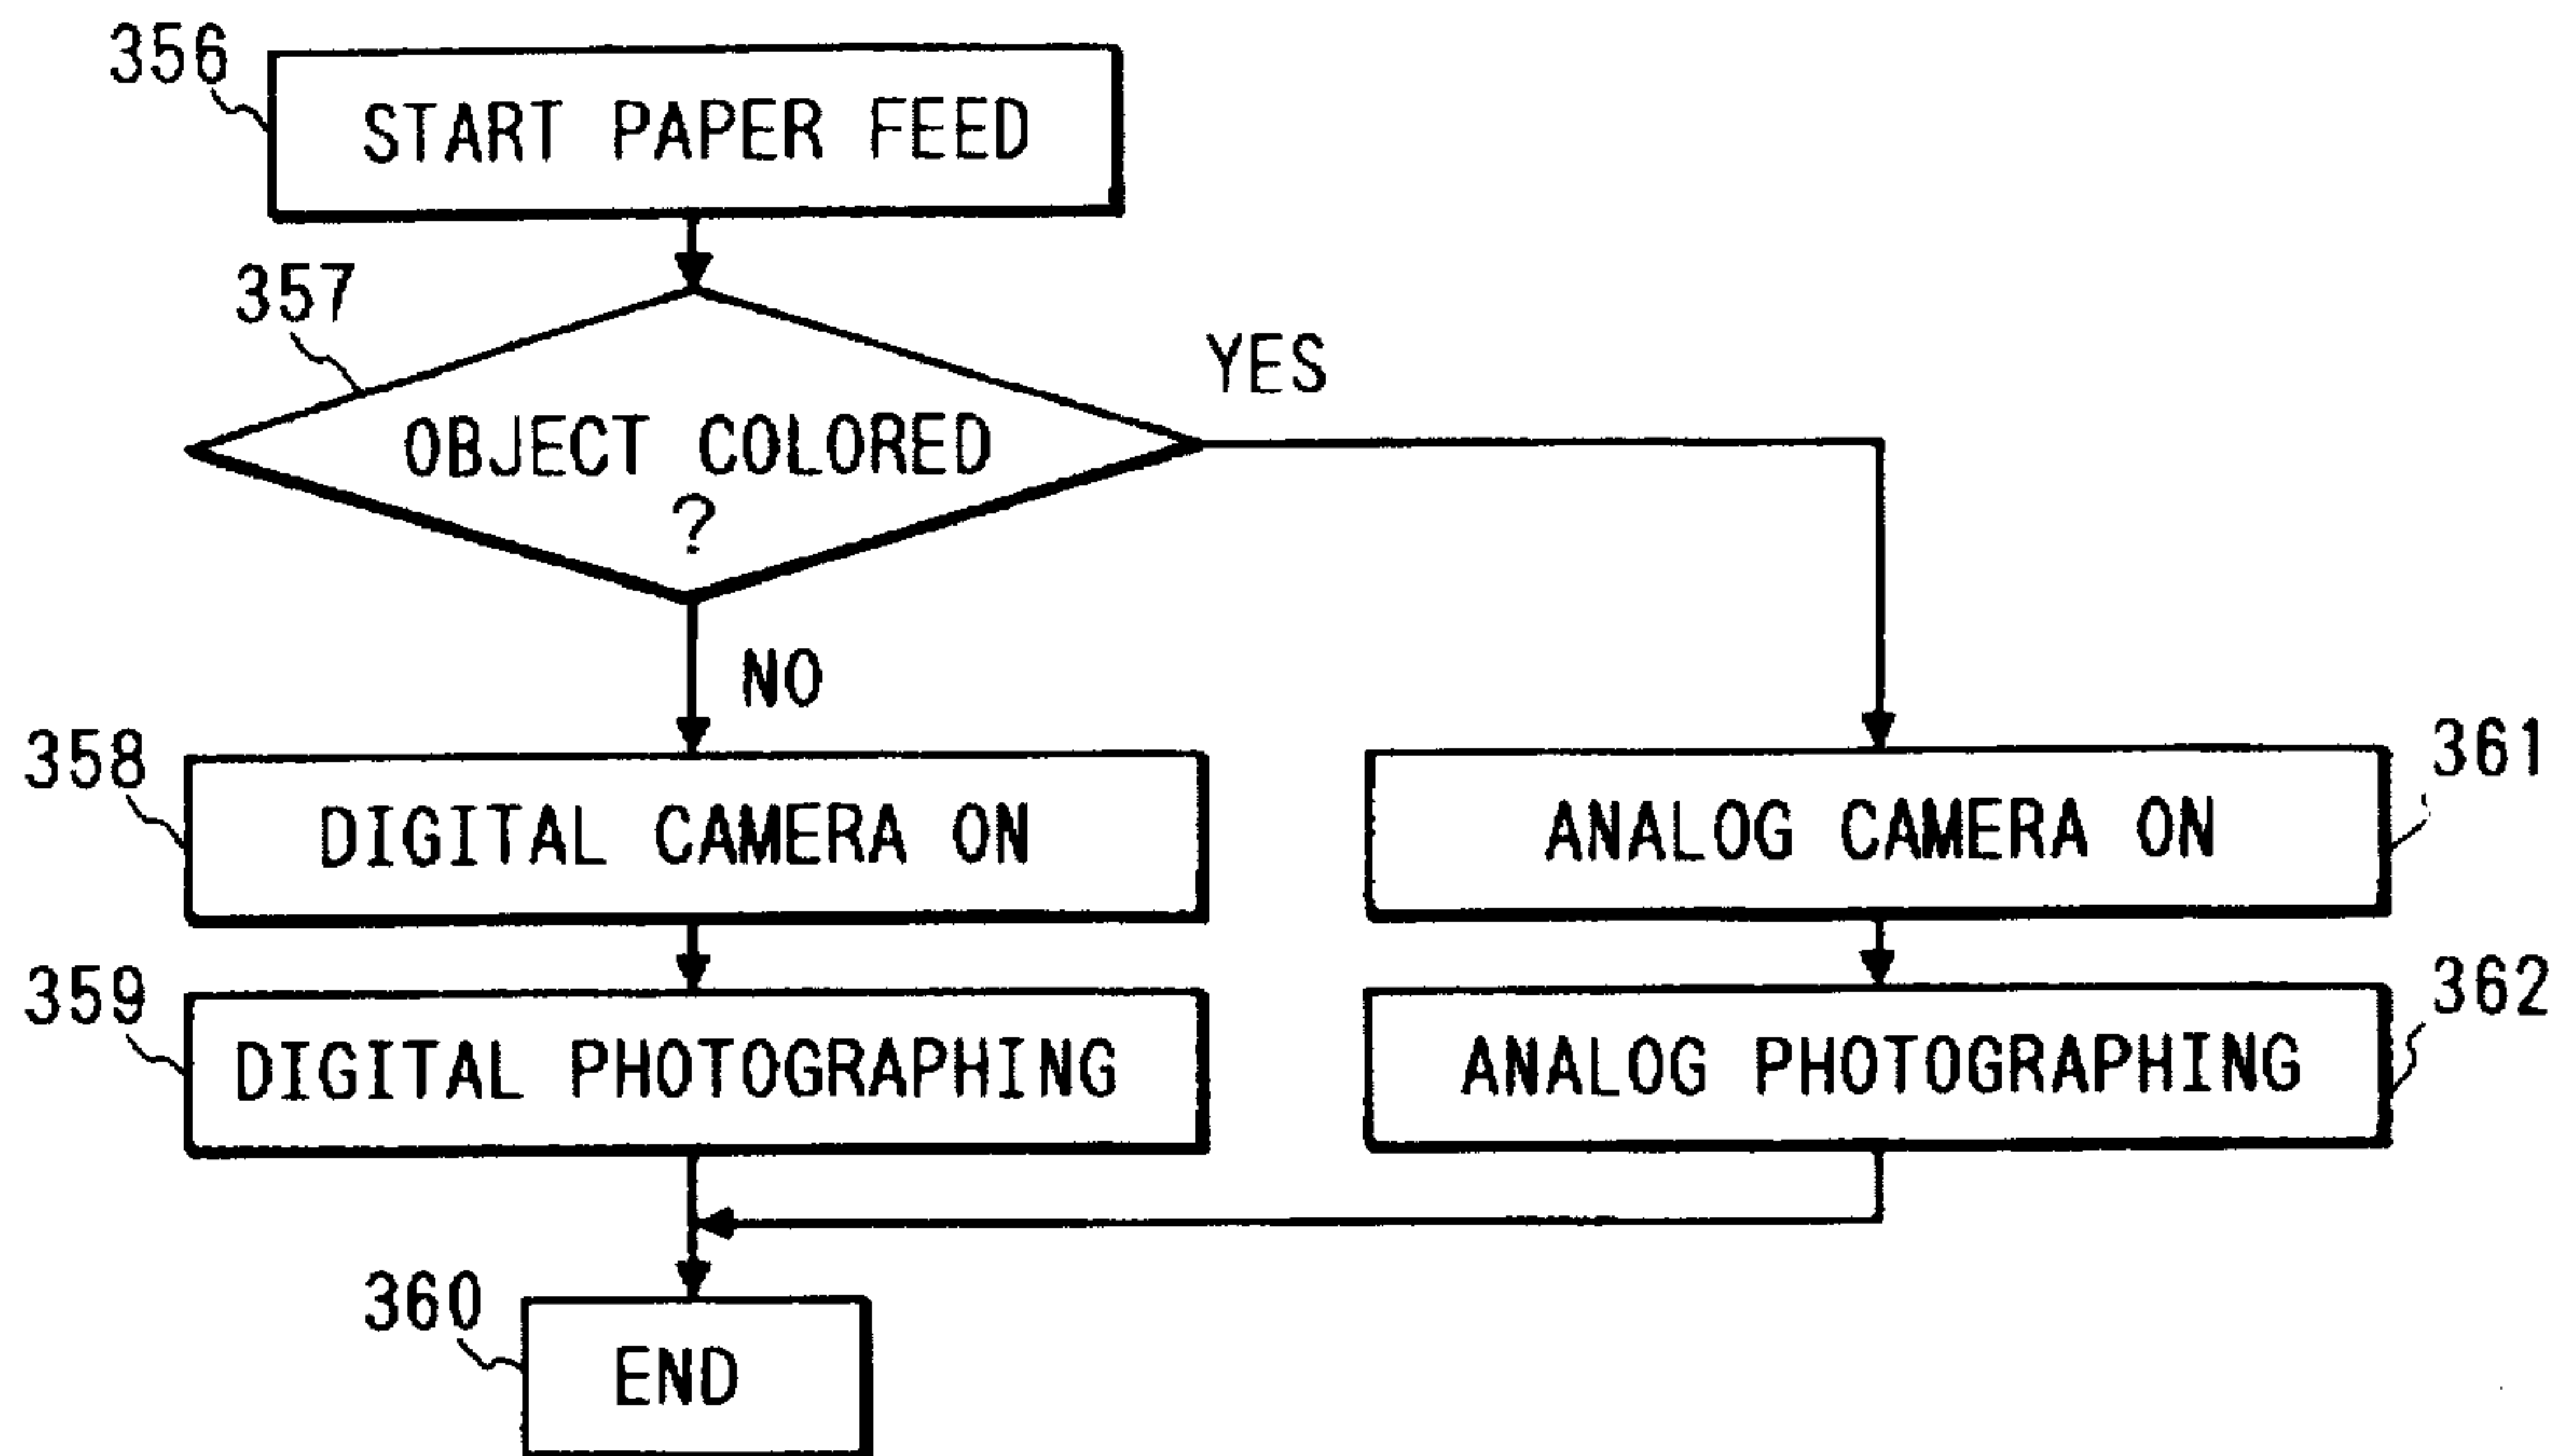 356
START PAPER FEED
357
OBJECT COLORED
?
YES
NO
358
DIGITAL CAMERA ON
361
ANALOG CAMERA ON
359
DIGITAL PHOTOGRAPHING
362
ANALOG PHOTOGRAPHING
360
END